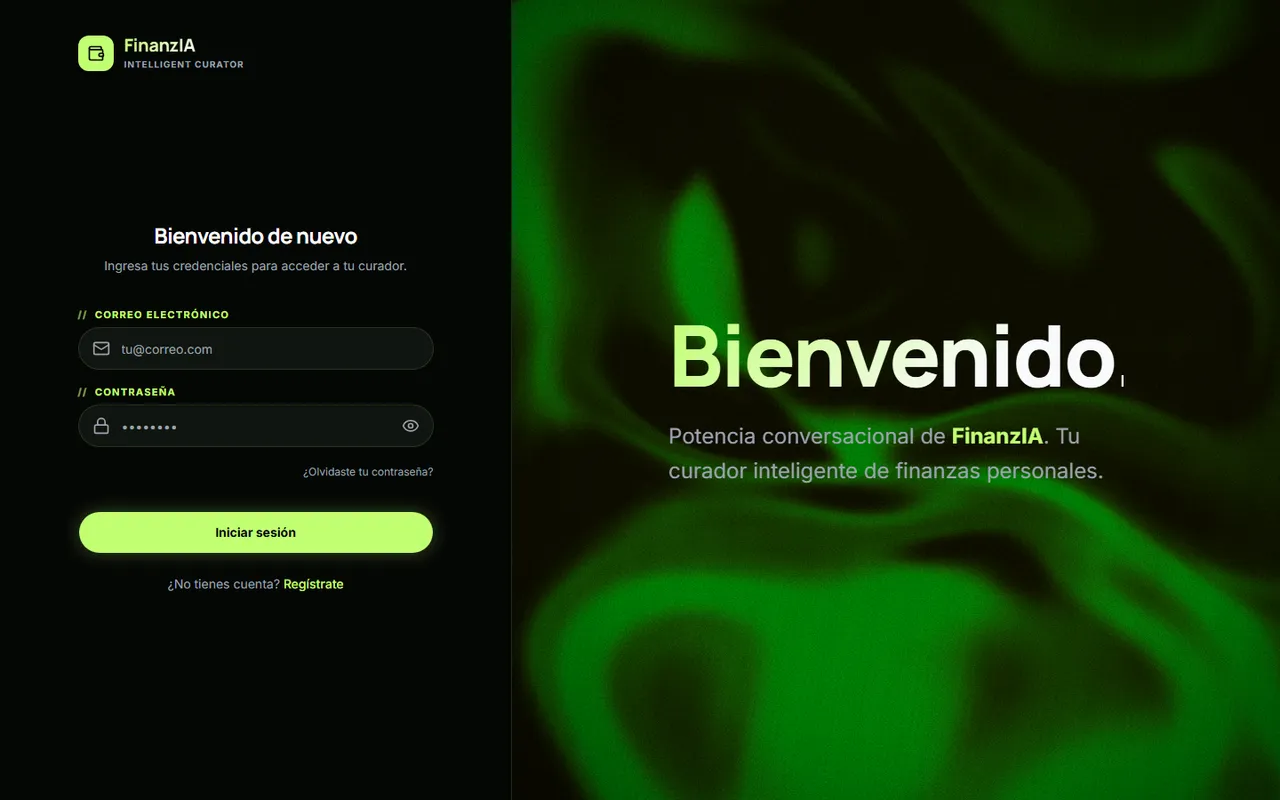 FinanzIA
INTELLIGENT CURATOR
Bienvenido de nuevo
Ingresa tus credenciales para acceder a tu curador.
// CORREO ELECTRÓNICO
tu@correo.com
// CONTRASEÑA
••••••••
¿Olvidaste tu contraseña?
Iniciar sesión
¿No tienes cuenta? Regístrate
Bienvenido
Potencia conversacional de FinanzIA. Tu
curador inteligente de finanzas personales.